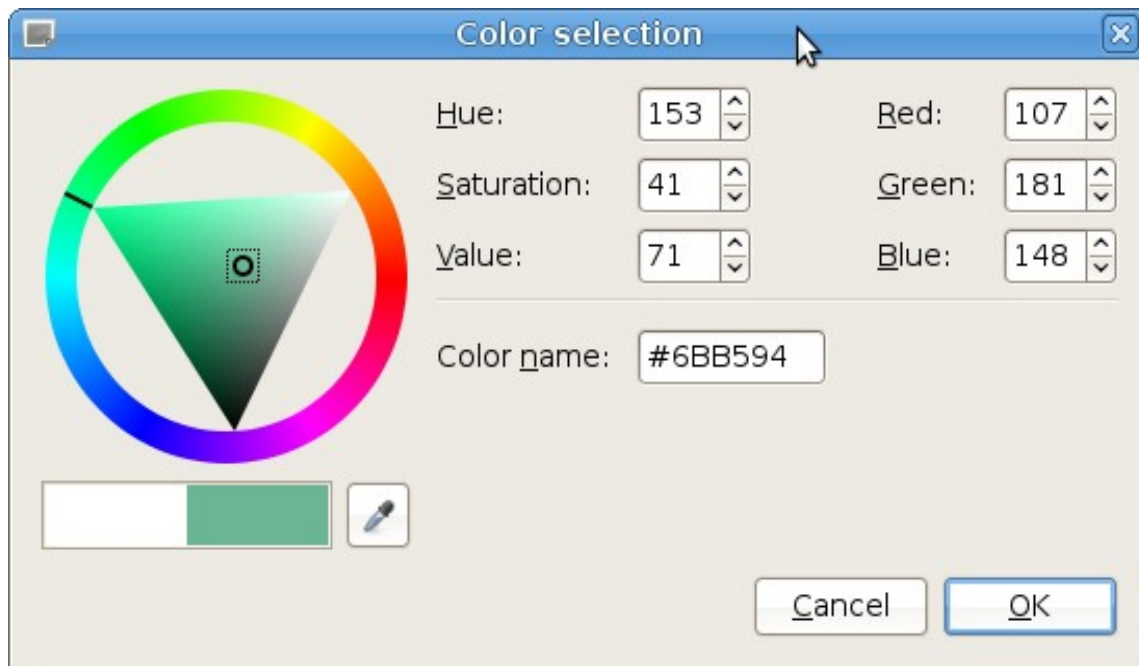 Color selection
Hue: 153 Red: 107
Saturation: 41 Green: 181
Value: 71 Blue: 148
Color name: #6BB594
Cancel OK